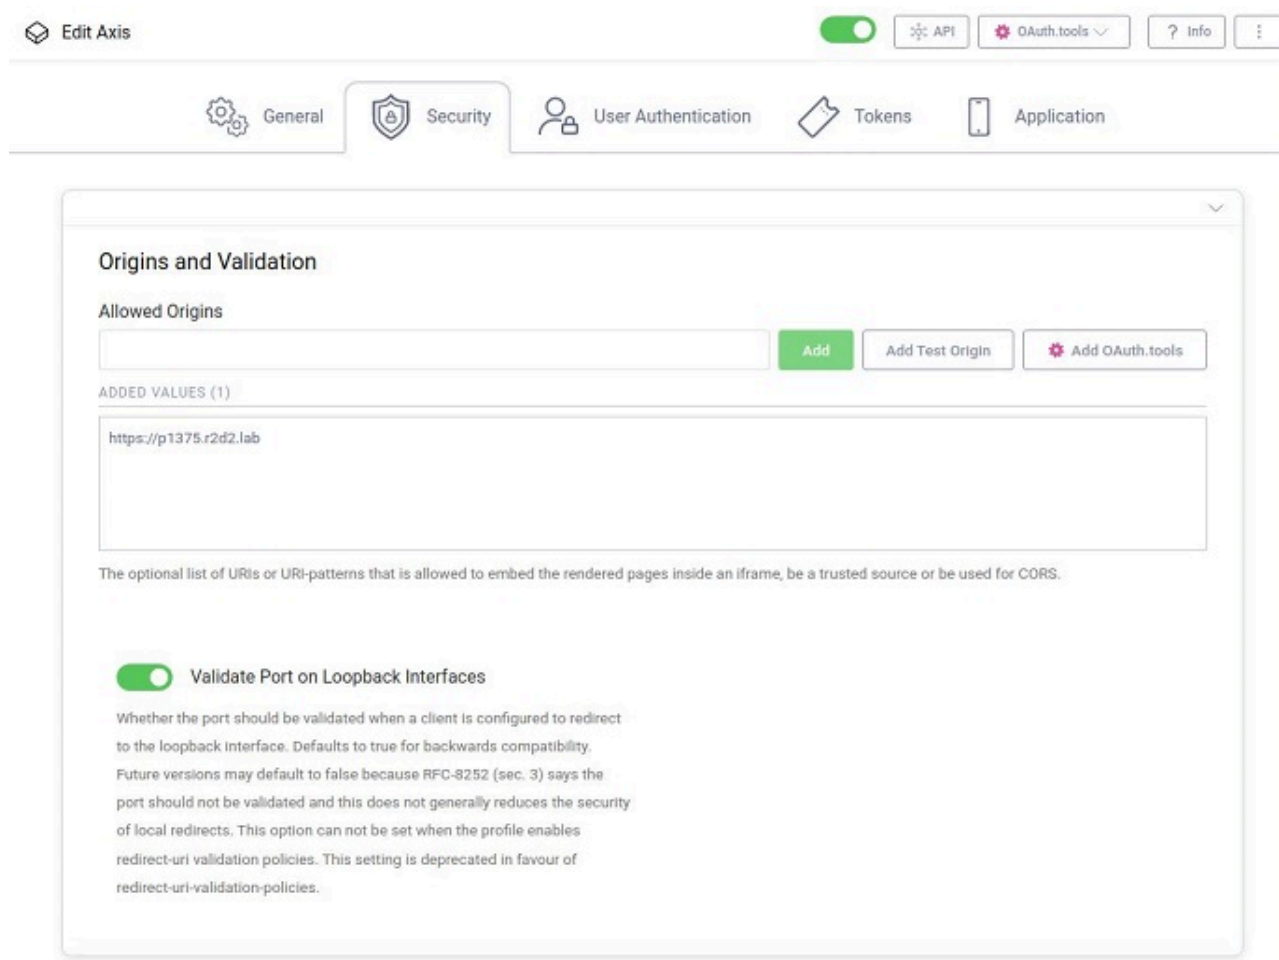 Edit Axis
API
OAuth.tools
? Info
General
Security
User Authentication
Tokens
Application
Origins and Validation
Allowed Origins
Add
Add Test Origin
Add OAuth.tools
ADDED VALUES (1)
https://p1375.r2d2.lab
The optional list of URIs or URI-patterns that is allowed to embed the rendered pages inside an iframe, be a trusted source or be used for CORS.
Validate Port on Loopback Interfaces
Whether the port should be validated when a client is configured to redirect
to the loopback interface. Defaults to true for backwards compatibility.
Future versions may default to false because RFC-8252 (sec. 3) says the
port should not be validated and this does not generally reduces the security
of local redirects. This option can not be set when the profile enables
redirect-uri validation policies. This setting is deprecated in favour of
redirect-uri-validation-policies.